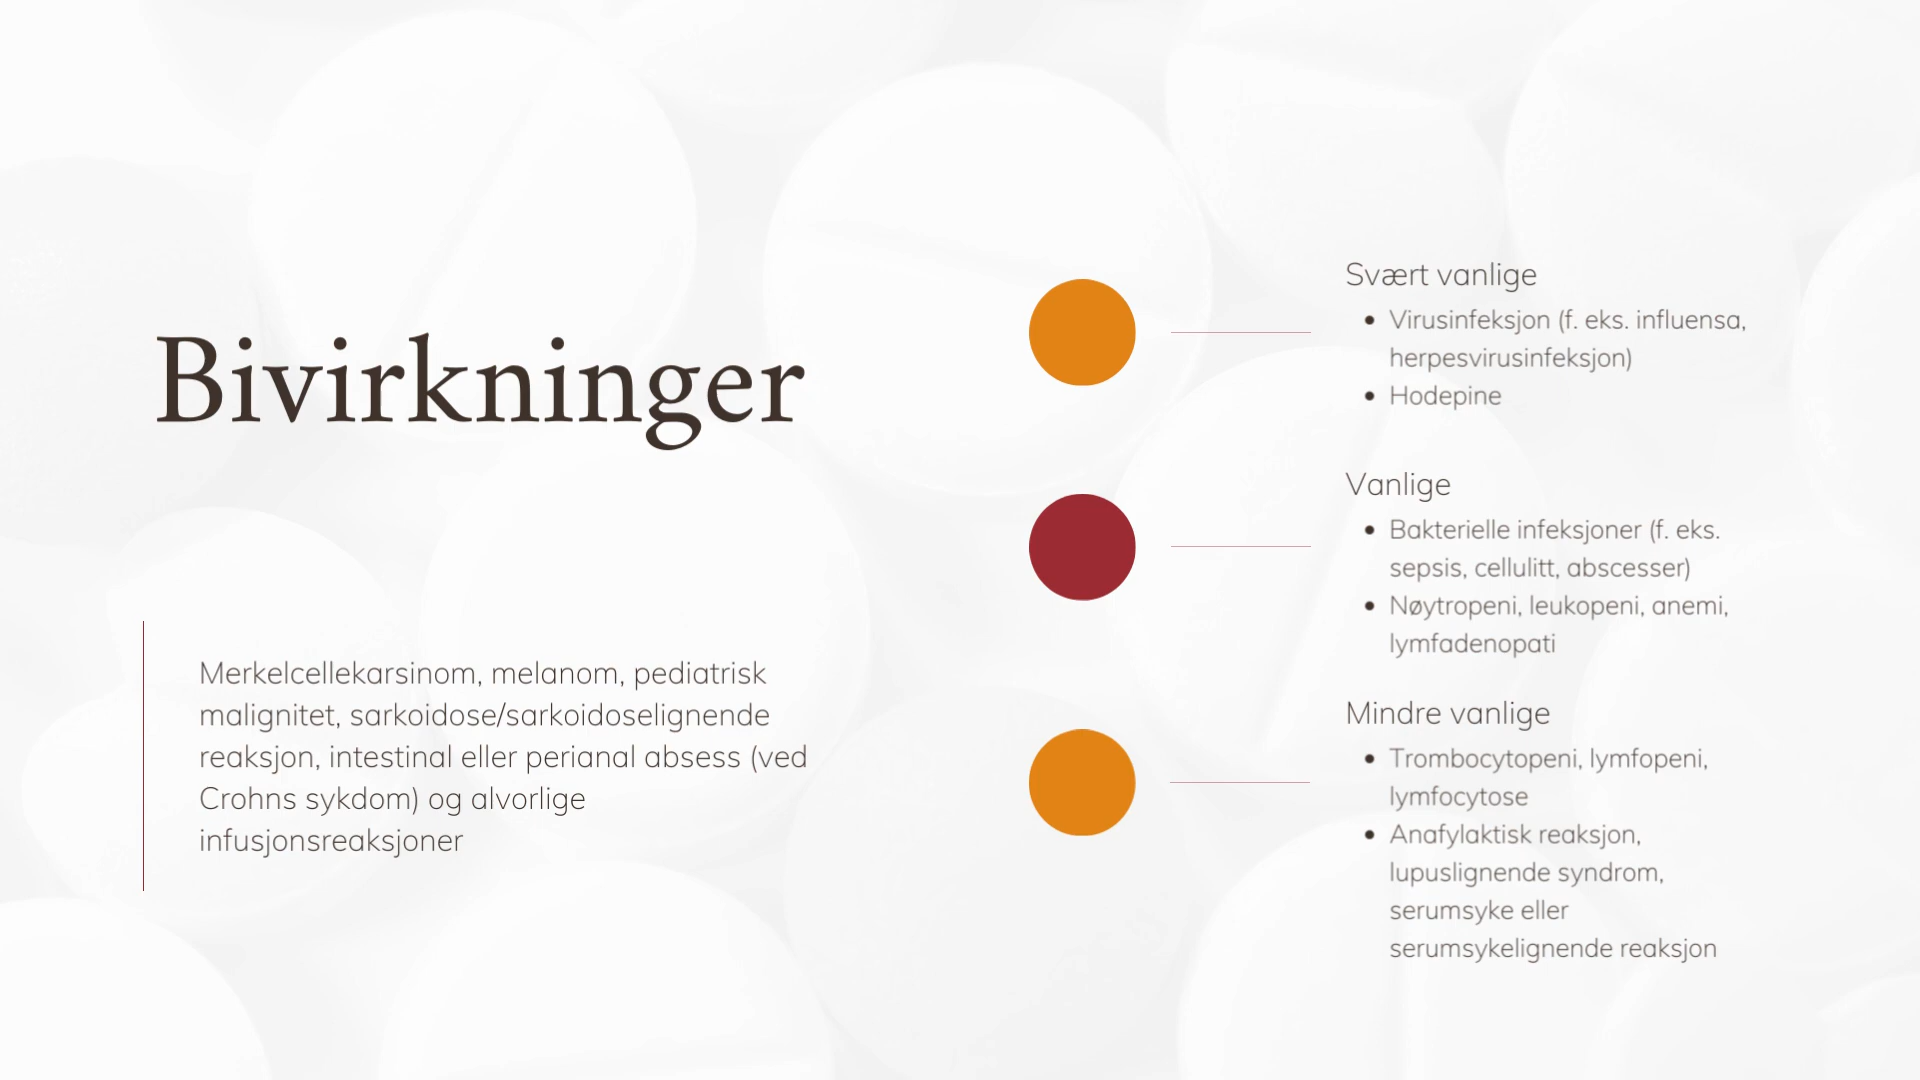 Bivirkninger
Merkelcellekarsinom, melanom, pediatrisk
malignitet, sarkoidose/sarkoidoselignende
reaksjon, intestinal eller perianal absess (ved
Crohns sykdom) og alvorlige
infusjonsreaksjoner
Svært vanlige
• Virusinfeksjon (f. eks. influensa,
herpesvirusinfeksjon)
• Hodepine
Vanlige
• Bakterielle infeksjoner (f. eks.
sepsis, cellulitt, abscesser)
• Nøytropeni, leukopeni, anemi,
lymfadenopati
Mindre vanlige
• Trombocytopeni, lymfopeni,
lymfocytose
• Anafylaktisk reaksjon,
lupuslignende syndrom,
serumsyke eller
serumsykelignende reaksjon